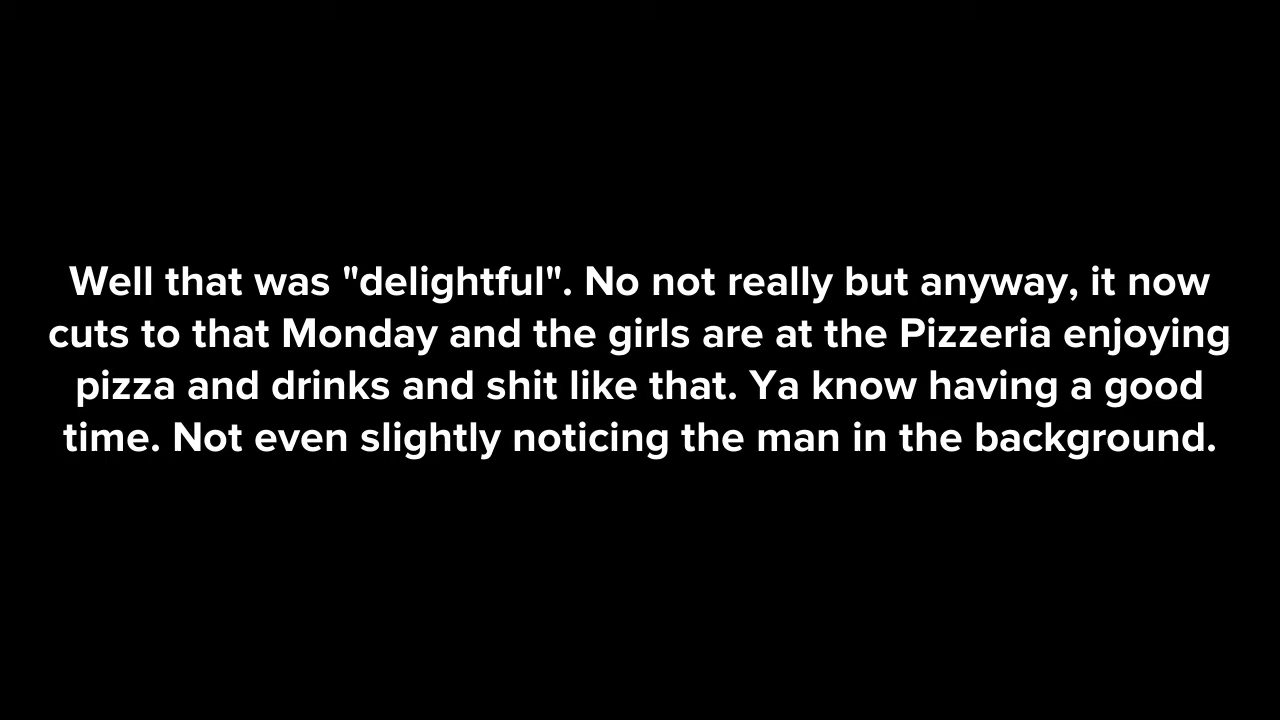 Well that was "delightful". No not really but anyway, it now
cuts to that Monday and the girls are at the Pizzeria enjoying
pizza and drinks and shit like that. Ya know having a good
time. Not even slightly noticing the man in the background.